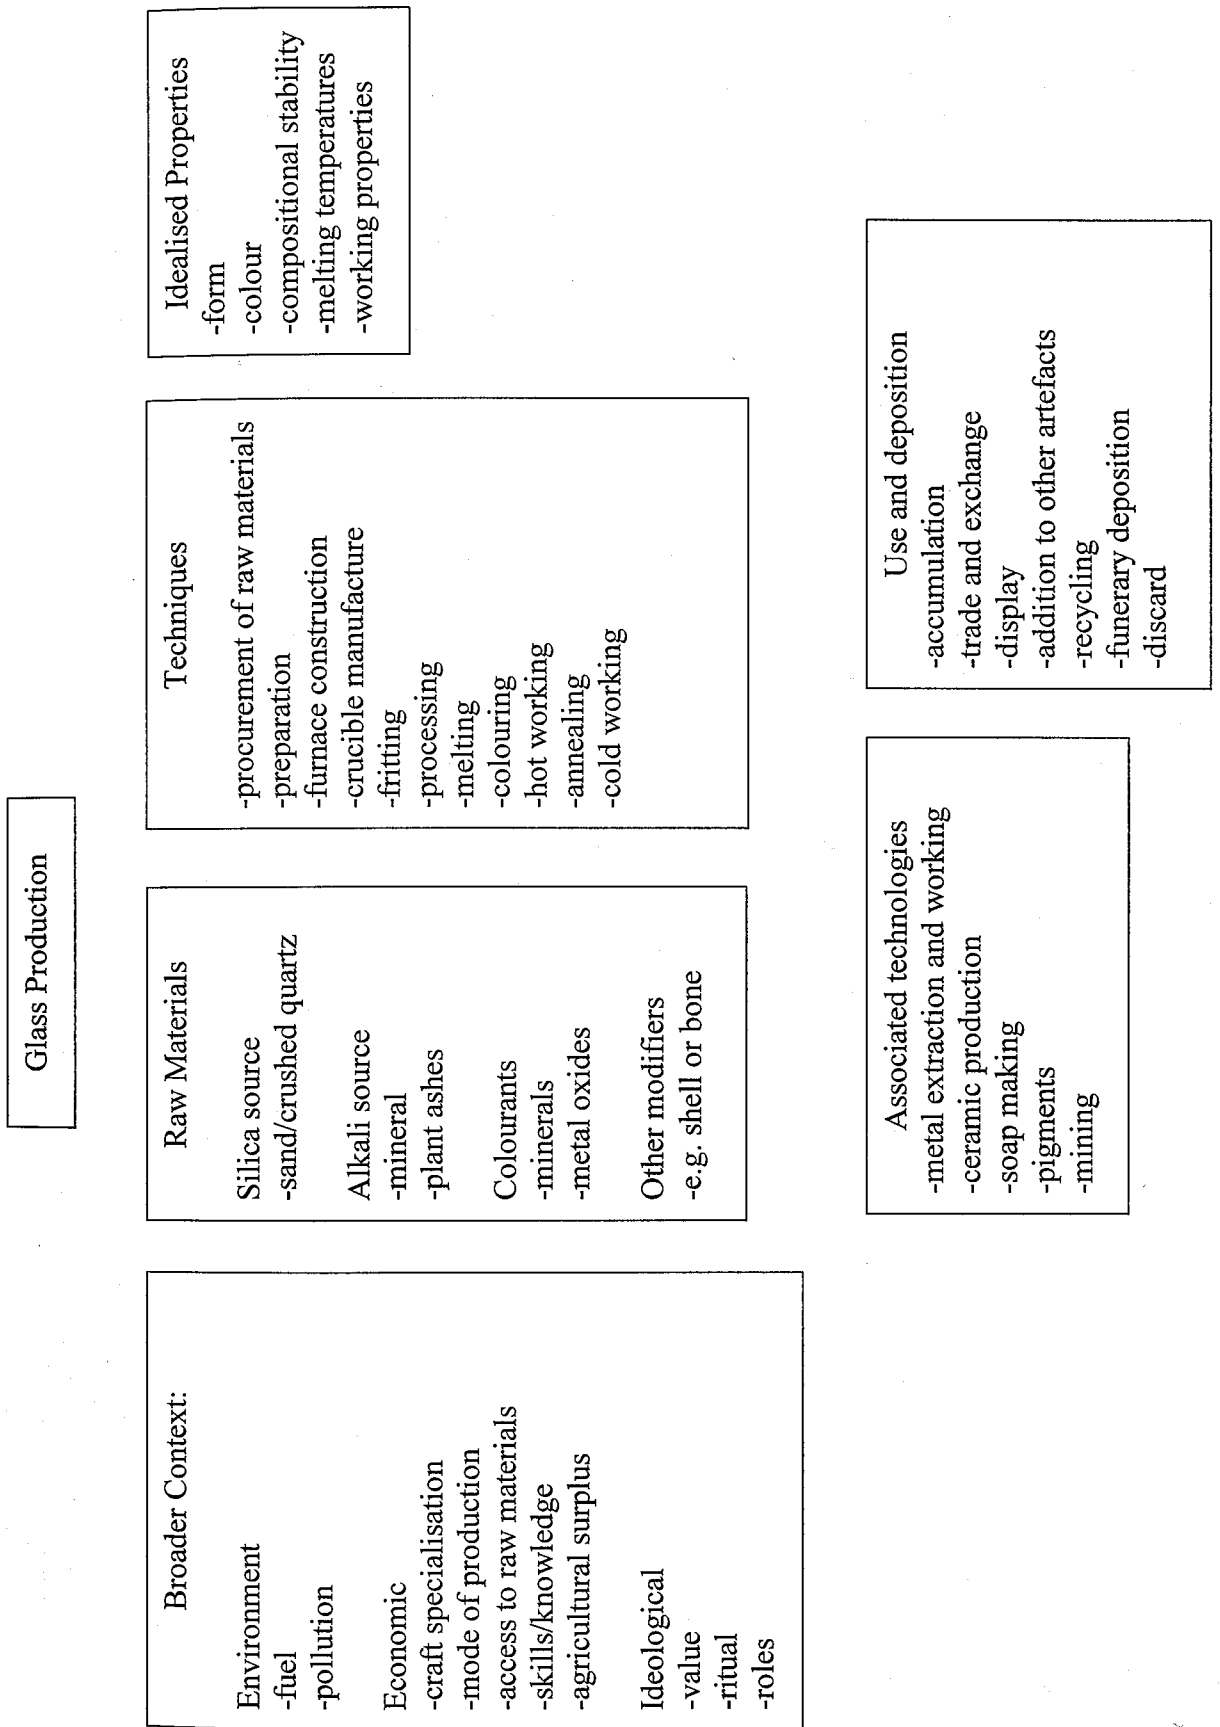 Glass Production
Broader Context:
Environment
-fuel
-pollution
Economic
-craft specialisation
-mode of production
-access to raw materials
-skills/knowledge
-agricultural surplus
Ideological
-value
-ritual
-roles
Raw Materials
Silica source
-sand/crushed quartz
Alkali source
-mineral
-plant ashes
Colourants
-minerals
-metal oxides
Other modifiers
-e.g. shell or bone
Techniques
-procurement of raw materials
-preparation
-furnace construction
-crucible manufacture
-fritting
-processing
-melting
-colouring
-hot working
-annealing
-cold working
Idealised Properties
-form
-colour
-compositional stability
-melting temperatures
-working properties
Associated technologies
-metal extraction and working
-ceramic production
-soap making
-pigments
-mining
Use and deposition
-accumulation
-trade and exchange
-display
-addition to other artefacts
-recycling
-funerary deposition
-discard